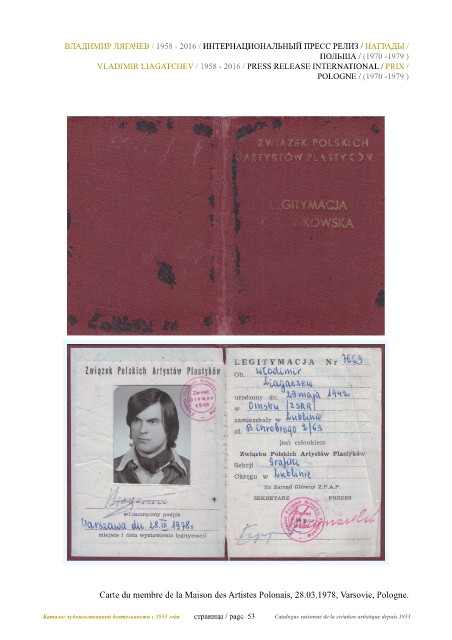 ВЛАДИМИР ЛЯГАЧЕВ / 1958 - 2016 / ИНТЕРНАЦИОНАЛЬНЫЙ ПРЕСС РЕЛИЗ / НАГРАДЫ /
ПОЛЬША / (1970 -1979 )
VLADIMIR LIAGATCHEV / 1958 - 2016 / PRESS RELEASE INTERNATIONAL / PRIX /
POLOGNE / (1970 -1979 )
ZWIĄZEK POLSKICH
ARTYSTÓW PLASTYKÓW
LEGITYMACJA
Związek Polskich Artystów Plastyków
własnoręczny podpis
Warszawa dn. 28.III 1978r.
miejsce i data wystawienia legitymacji
LEGITYMACJA Nr 7663
Ob. Włodimir
Liagaczew
urodzony dn. 29 maja 1942r.
w Omsku /ZSRR/
zamieszkały w Lublinie
ul. B. Chrobrego 2/63
jest członkiem
Związku Polskich Artystów Plastyków
Sekcji Grafiki
Okręgu w Lublinie
Za Zarząd Główny Z.P.A.P.
SEKRETARZ PREZES
Carte du membre de la Maison des Artistes Polonais, 28.03.1978, Varsovie, Pologne.
Каталог художественной деятельности с 1953 года страница / page 53 Catalogue raisonné de la création artistique depuis 1953